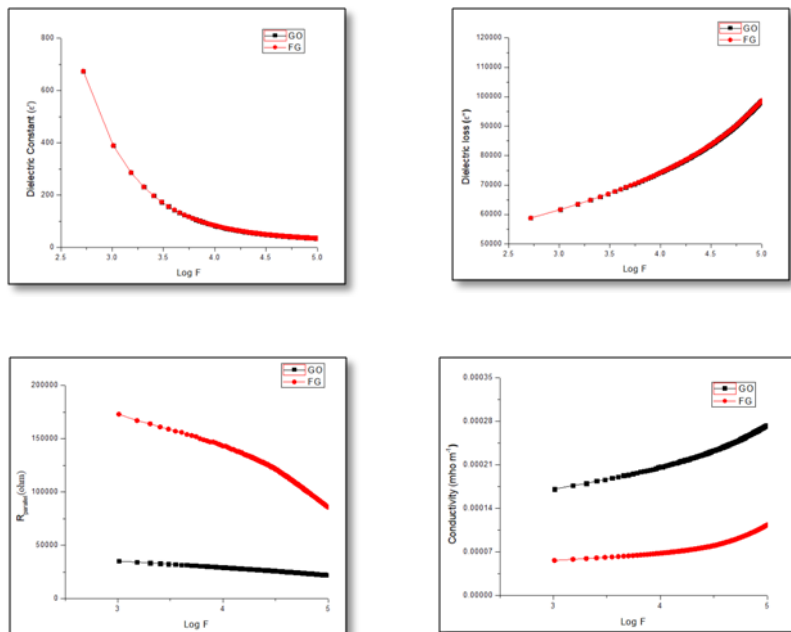 GO
FG
800
600
400
200
0
2.5 3.0 3.5 4.0 4.5 5.0
Dielectric Constant (ε')
Log F
GO
FG
120000
110000
100000
90000
80000
70000
60000
50000
2.5 3.0 3.5 4.0 4.5 5.0
Dielectric loss (ε")
Log F
GO
FG
200000
150000
100000
50000
0
3 4 5
R parallel (ohm)
Log F
GO
FG
0.00035
0.00028
0.00021
0.00014
0.00007
0.00000
3 4 5
Conductivity (mho m⁻¹)
Log F